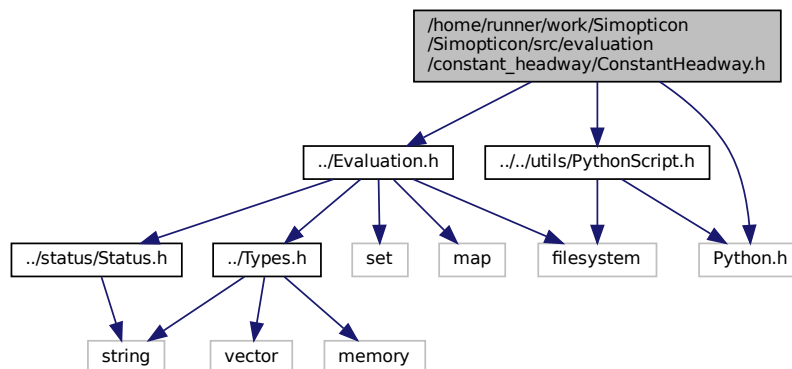 /home/runner/work/Simopticon
/Simopticon/src/evaluation
/constant_headway/ConstantHeadway.h
../Evaluation.h
../../utils/PythonScript.h
../status/Status.h
../Types.h
set
map
filesystem
Python.h
string
vector
memory